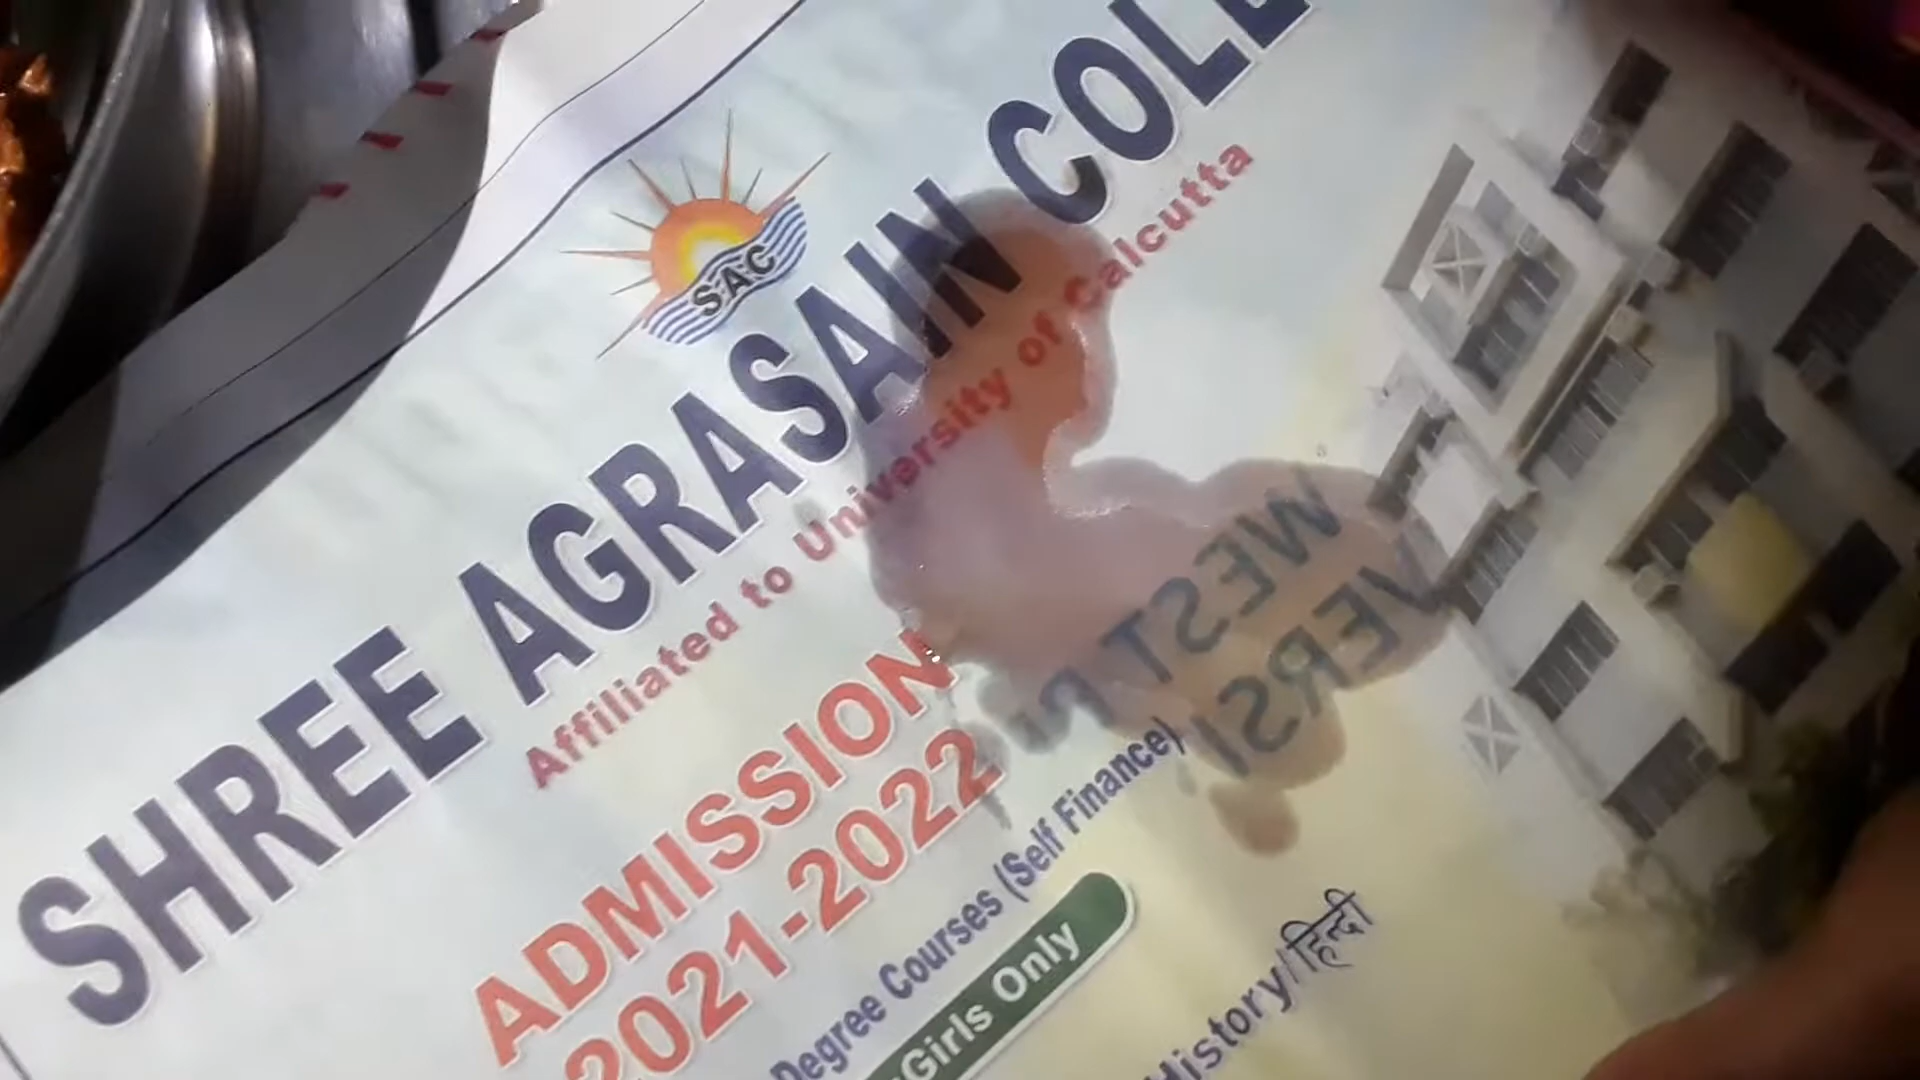 SAC
SHREE AGRASAIN COLL
Affiliated to University of Calcutta
ADMISSION
2021-2022
Degree Courses (Self Finance)
Girls Only
History/हिन्दी
WEST
VERSI